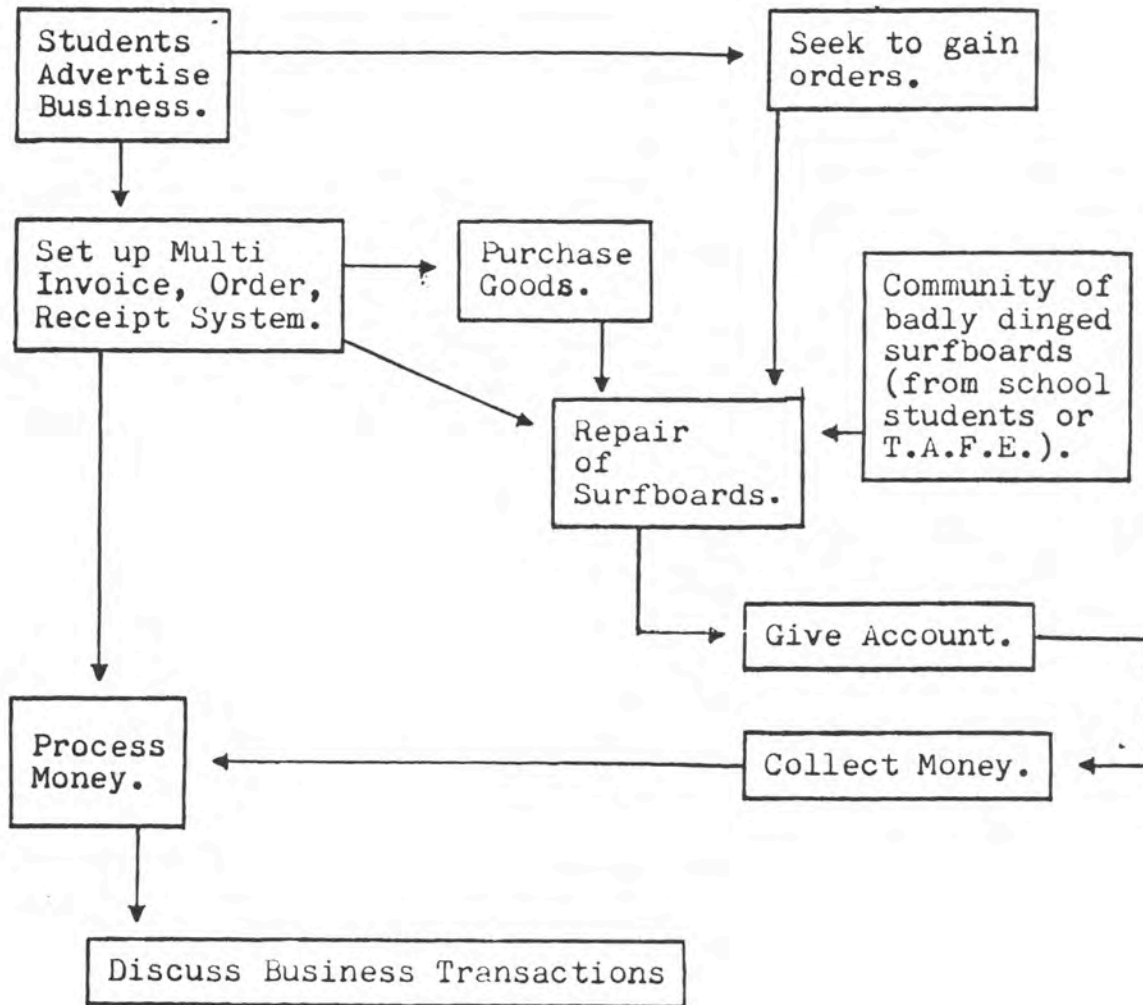 Students
Advertise
Business.
Seek to gain
orders.
Set up Multi
Invoice, Order,
Receipt System.
Purchase
Goods.
Community of
badly dinged
surfboards
(from school
students or
T.A.F.E.).
Repair
of
Surfboards.
Give Account.
Process
Money.
Collect Money.
Discuss Business Transactions